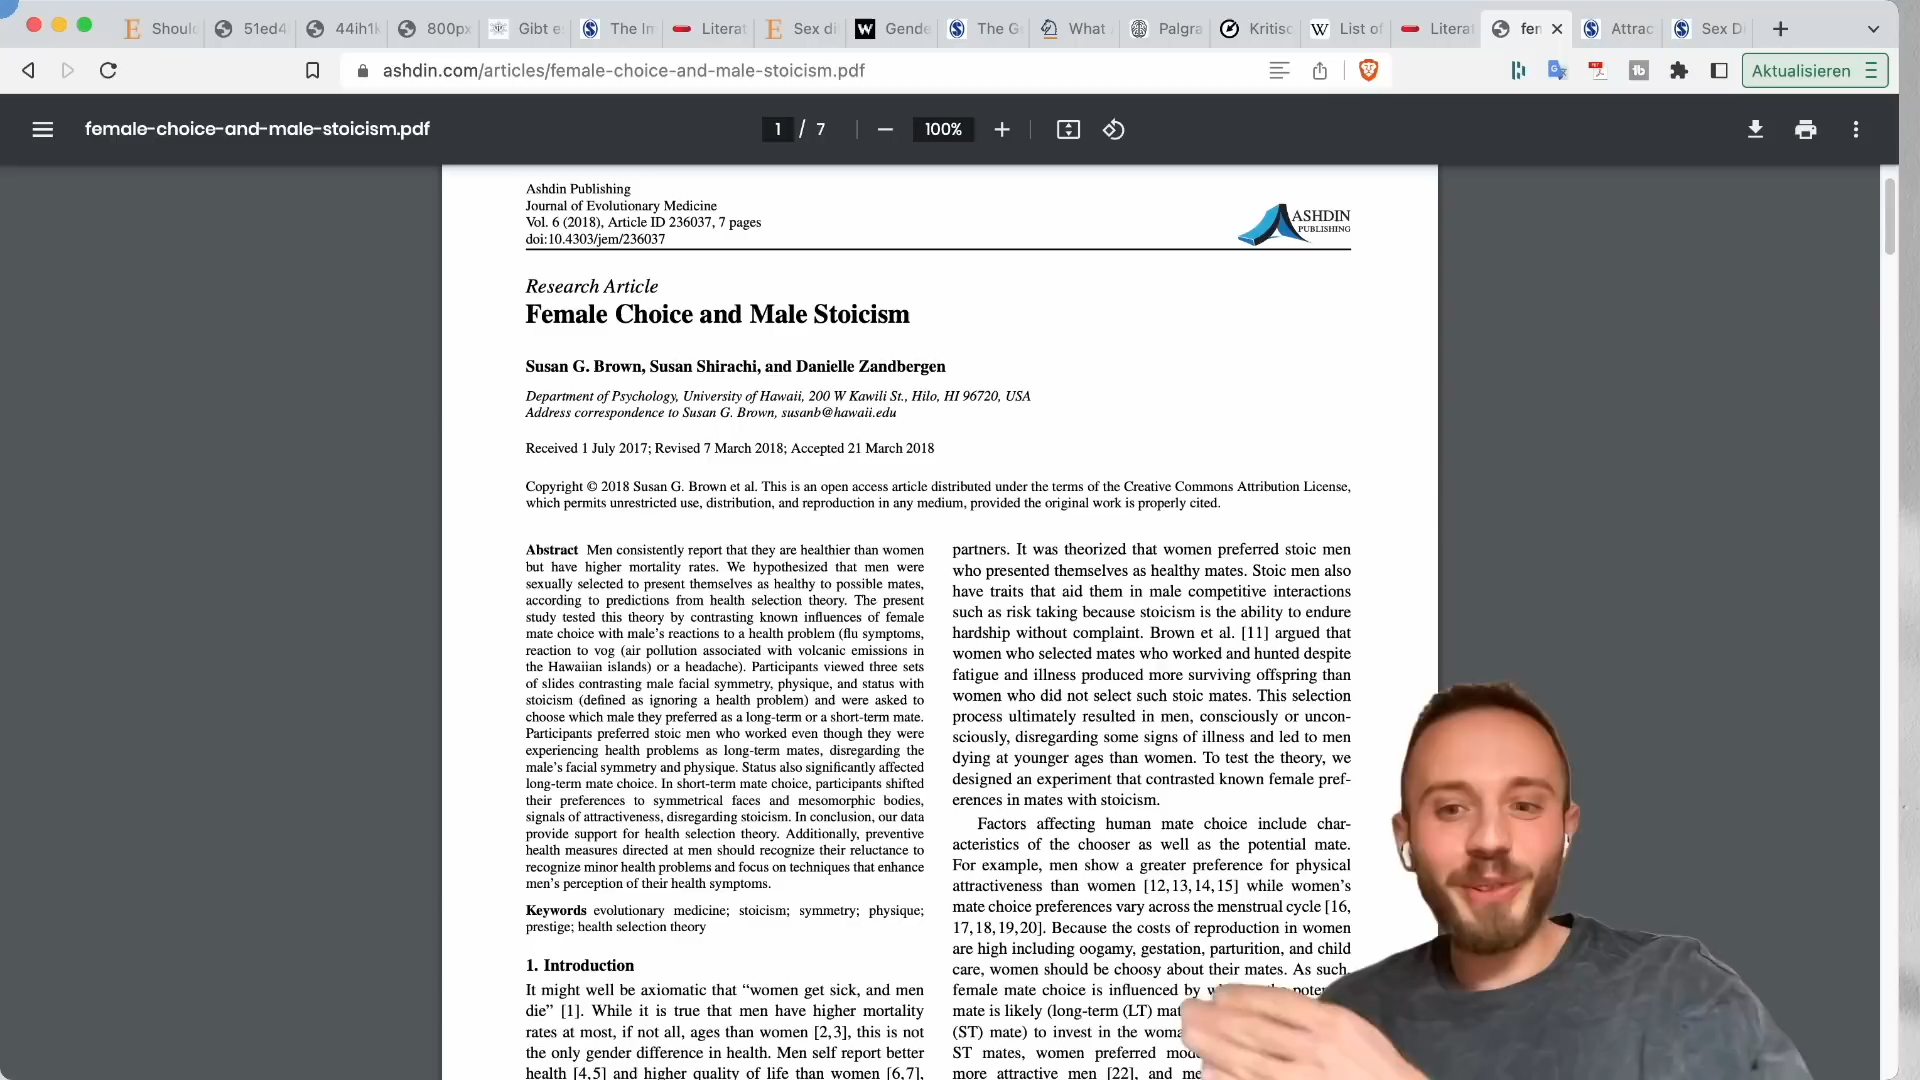 Shoul
51ed4
44ih1k
800px
Gibt e
The Im
Literat
Sex di
Gende
The G
What
Palgra
Kritisc
List of
Literat
fem
Attrac
Sex Di
ashdin.com/articles/female-choice-and-male-stoicism.pdf
Aktualisieren
female-choice-and-male-stoicism.pdf
1 / 7
100%
Ashdin Publishing
Journal of Evolutionary Medicine
Vol. 6 (2018), Article ID 236037, 7 pages
doi:10.4303/jem/236037
ASHDIN
PUBLISHING
Research Article
Female Choice and Male Stoicism
Susan G. Brown, Susan Shirachi, and Danielle Zandbergen
Department of Psychology, University of Hawaii, 200 W Kawili St., Hilo, HI 96720, USA
Address correspondence to Susan G. Brown, susanb@hawaii.edu
Received 1 July 2017; Revised 7 March 2018; Accepted 21 March 2018
Copyright © 2018 Susan G. Brown et al. This is an open access article distributed under the terms of the Creative Commons Attribution License,
which permits unrestricted use, distribution, and reproduction in any medium, provided the original work is properly cited.
Abstract Men consistently report that they are healthier than women
but have higher mortality rates. We hypothesized that men were
sexually selected to present themselves as healthy to possible mates,
according to predictions from health selection theory. The present
study tested this theory by contrasting known influences of female
mate choice with male's reactions to a health problem (flu symptoms,
reaction to vog (air pollution associated with volcanic emissions in
the Hawaiian islands) or a headache). Participants viewed three sets
of slides contrasting male facial symmetry, physique, and status with
stoicism (defined as ignoring a health problem) and were asked to
choose which male they preferred as a long-term or a short-term mate.
Participants preferred stoic men who worked even though they were
experiencing health problems as long-term mates, disregarding the
male's facial symmetry and physique. Status also significantly affected
long-term mate choice. In short-term mate choice, participants shifted
their preferences to symmetrical faces and mesomorphic bodies,
signals of attractiveness, disregarding stoicism. In conclusion, our data
provide support for health selection theory. Additionally, preventive
health measures directed at men should recognize their reluctance to
recognize minor health problems and focus on techniques that enhance
men's perception of their health symptoms.
Keywords evolutionary medicine; stoicism; symmetry; physique;
prestige; health selection theory
1. Introduction
It might well be axiomatic that “women get sick, and men
die” [1]. While it is true that men have higher mortality
rates at most, if not all, ages than women [2,3], this is not
the only gender difference in health. Men self report better
health [4,5] and higher quality of life than women [6,7],
partners. It was theorized that women preferred stoic men
who presented themselves as healthy mates. Stoic men also
have traits that aid them in male competitive interactions
such as risk taking because stoicism is the ability to endure
hardship without complaint. Brown et al. [11] argued that
women who selected mates who worked and hunted despite
fatigue and illness produced more surviving offspring than
women who did not select such stoic mates. This selection
process ultimately resulted in men, consciously or uncon-
sciously, disregarding some signs of illness and led to men
dying at younger ages than women. To test the theory, we
designed an experiment that contrasted known female pref-
erences in mates with stoicism.
Factors affecting human mate choice include char-
acteristics of the chooser as well as the potential mate.
For example, men show a greater preference for physical
attractiveness than women [12,13,14,15] while women's
mate choice preferences vary across the menstrual cycle [16,
17,18,19,20]. Because the costs of reproduction in women
are high including oogamy, gestation, parturition, and child
care, women should be choosy about their mates. As such,
female mate choice is influenced by
mate is likely (long-term (LT)
(ST) mate) to invest in the
ST mates, women preferred
more attractive men [22], and